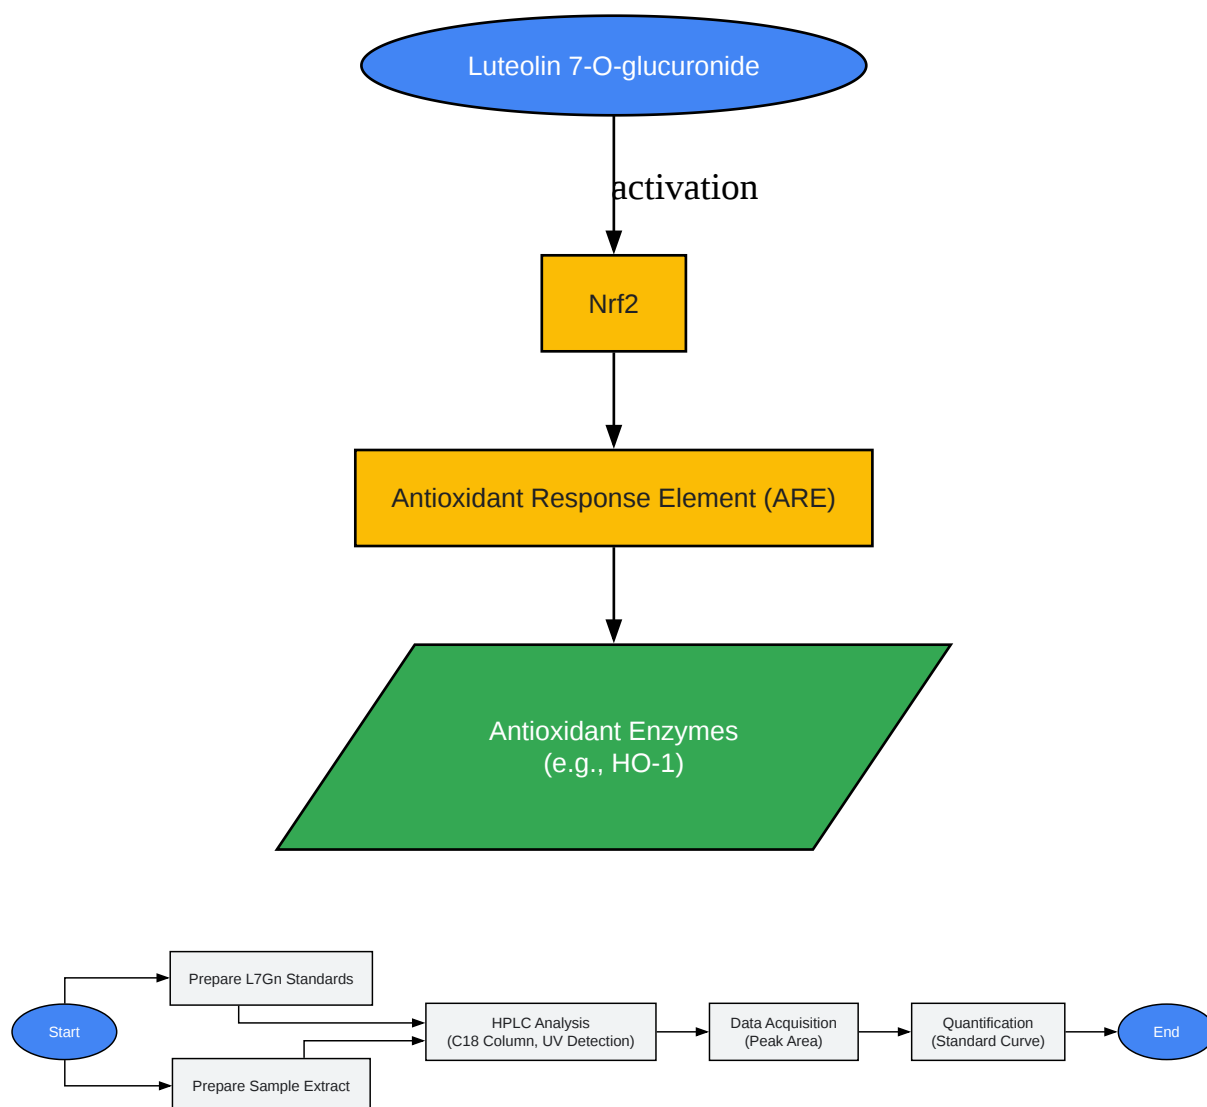 Luteolin 7-O-glucuronide
activation
Nrf2
Antioxidant Response Element (ARE)
Antioxidant Enzymes
(e.g., HO-1)
Prepare L7Gn Standards
Start
Prepare Sample Extract
HPLC Analysis
(C18 Column, UV Detection)
Data Acquisition
(Peak Area)
Quantification
(Standard Curve)
End